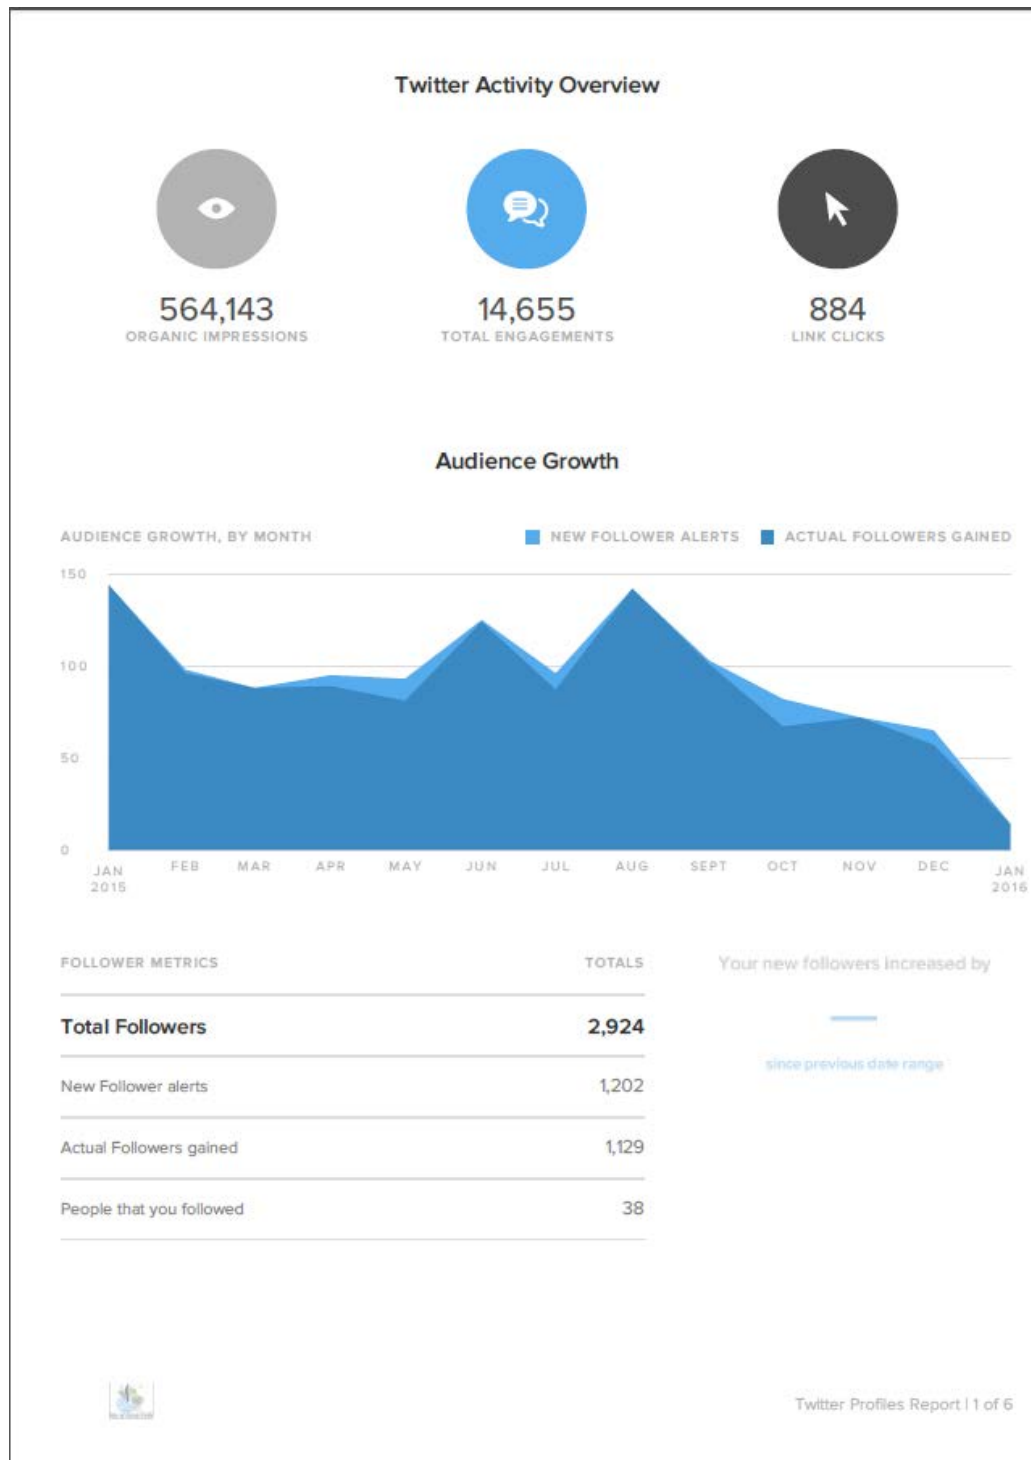 Twitter Activity Overview
564,143 14,655 884
ORGANIC IMPRESSIONS TOTAL ENGAGEMENTS LINK CLICKS
Audience Growth
AUDIENCE GROWTH, BY MONTH NEW FOLLOWER ALERTS ACTUAL FOLLOWERS GAINED
150
100
50
0
JAN FEB MAR APR MAY JUN JUL AUG SEPT OCT NOV DEC JAN
2015 2016
FOLLOWER METRICS TOTALS Your new followers increased by
Total Followers 2,924
since previous date range
New Follower alerts 1,202
Actual Followers gained 1,129
People that you followed 38
Twitter Profiles Report | 1 of 6